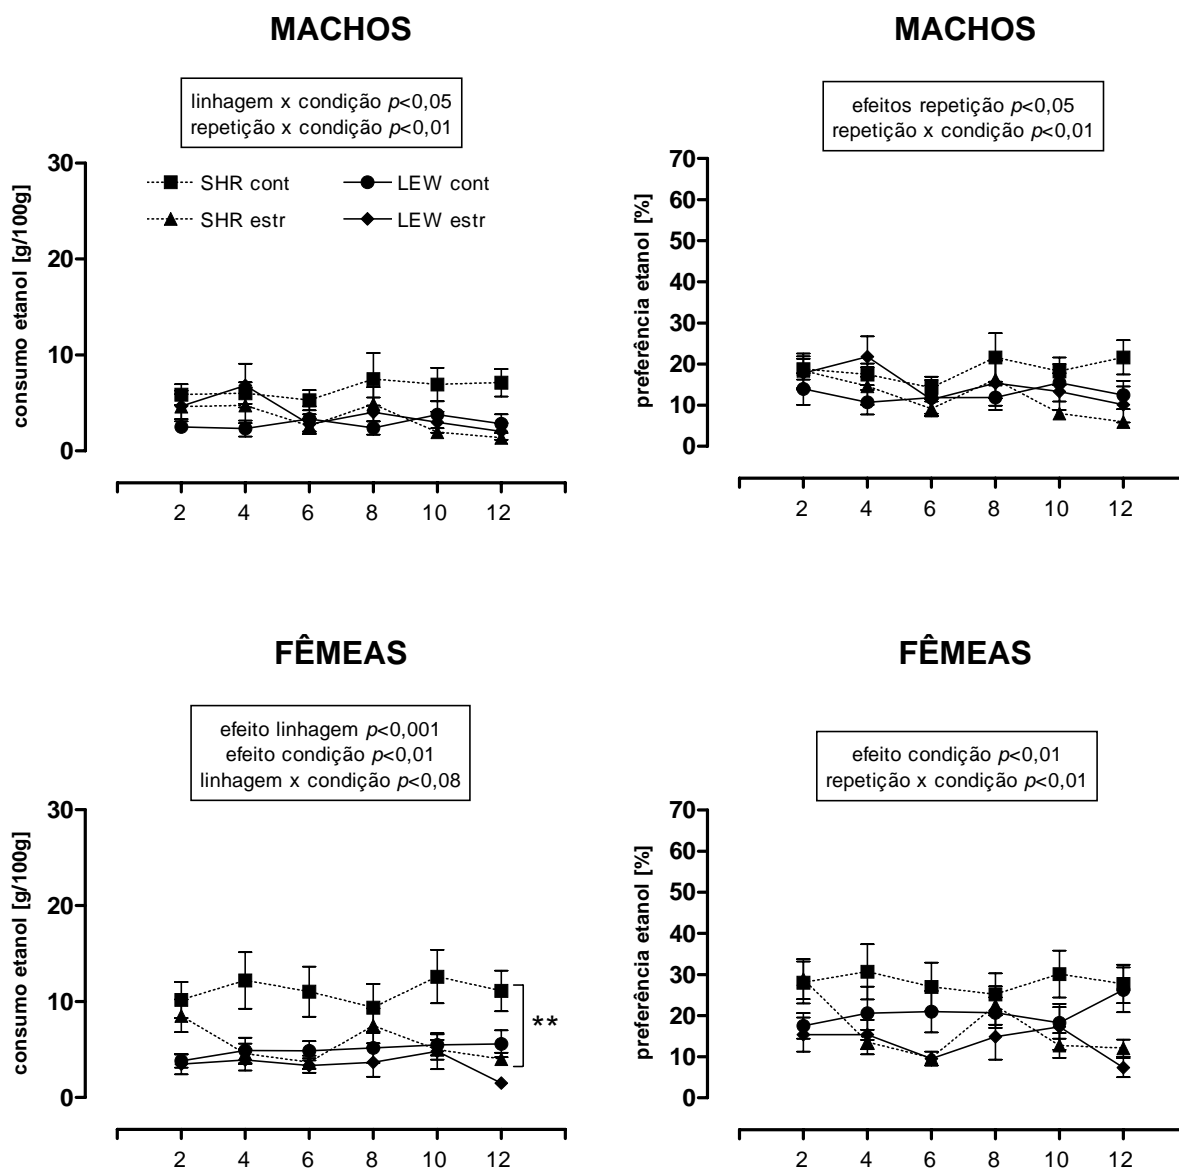 MACHOS
linhagem x condição p<0,05
repetição x condição p<0,01
consumo etanol [g/100g]
30
20
10
0
SHR cont
LEW cont
SHR estr
LEW estr
2 4 6 8 10 12
MACHOS
efeitos repetição p<0,05
repetição x condição p<0,01
preferência etanol [%]
70
60
50
40
30
20
10
0
2 4 6 8 10 12
FÊMEAS
efeito linhagem p<0,001
efeito condição p<0,01
linhagem x condição p<0,08
consumo etanol [g/100g]
30
20
10
0
**
2 4 6 8 10 12
FÊMEAS
efeito condição p<0,01
repetição x condição p<0,01
preferência etanol [%]
70
60
50
40
30
20
10
0
2 4 6 8 10 12